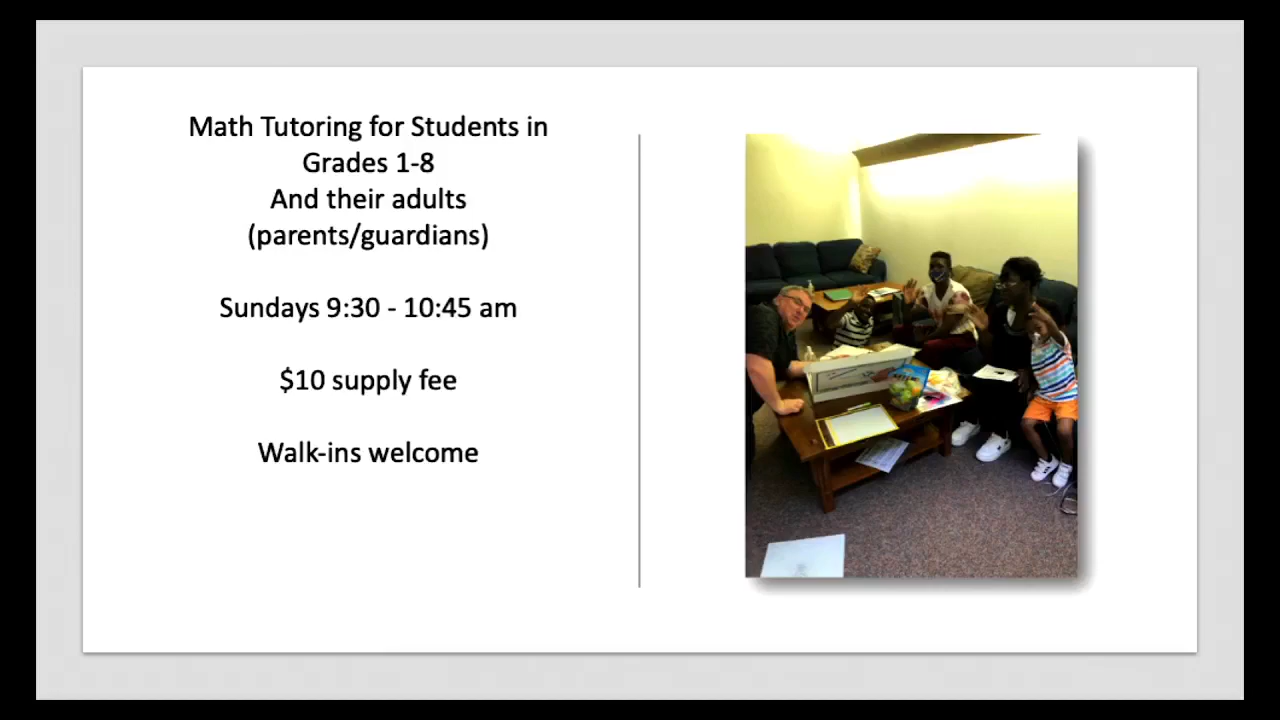 Math Tutoring for Students in
Grades 1-8
And their adults
(parents/guardians)
Sundays 9:30 - 10:45 am
$10 supply fee
Walk-ins welcome